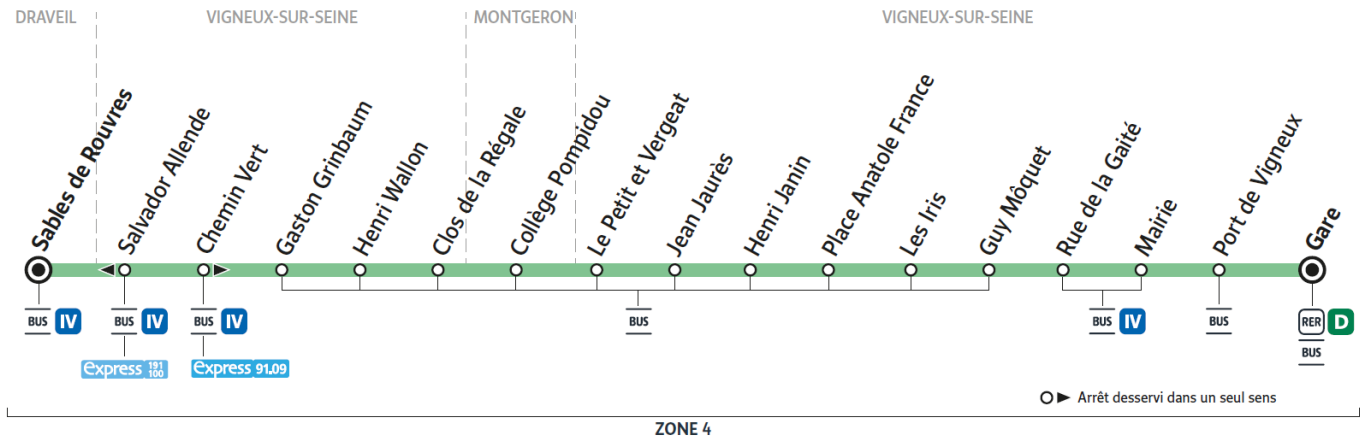 DRAVEIL
VIGNEUX-SUR-SEINE
MONTGERON
VIGNEUX-SUR-SEINE
Sables de Rouvres
Salvador Allende
Chemin Vert
Gaston Grinbaum
Henri Wallon
Clos de la Régale
Collège Pompidou
Le Petit et Vergeat
Jean Jaurès
Henri Janin
Place Anatole France
Les Iris
Guy Môquet
Rue de la Gaité
Mairie
Port de Vigneux
Gare
BUS IV
BUS IV
BUS IV
BUS
BUS IV
BUS
RER D
BUS
express 191 100
express 91.09
Arrêt desservi dans un seul sens
ZONE 4